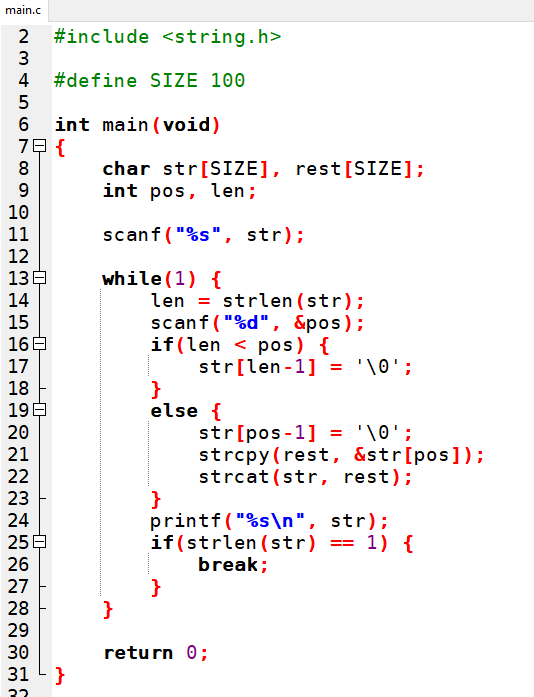 main.c
2 #include <string.h>
3
4 #define SIZE 100
5
6 int main(void)
7 {
8 char str[SIZE], rest[SIZE];
9 int pos, len;
10
11 scanf("%s", str);
12
13 while(1) {
14 len = strlen(str);
15 scanf("%d", &pos);
16 if(len < pos) {
17 str[len-1] = '\0';
18 }
19 else {
20 str[pos-1] = '\0';
21 strcpy(rest, &str[pos]);
22 strcat(str, rest);
23 }
24 printf("%s\n", str);
25 if(strlen(str) == 1) {
26 break;
27 }
28 }
29
30 return 0;
31 }
32